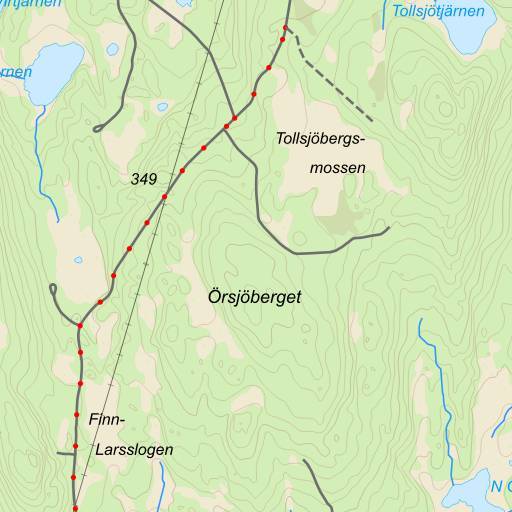 Tollsjötjärnen
Tollsjöbergs-
mossen
349
Örsjöberget
Finn-
Larsslogen